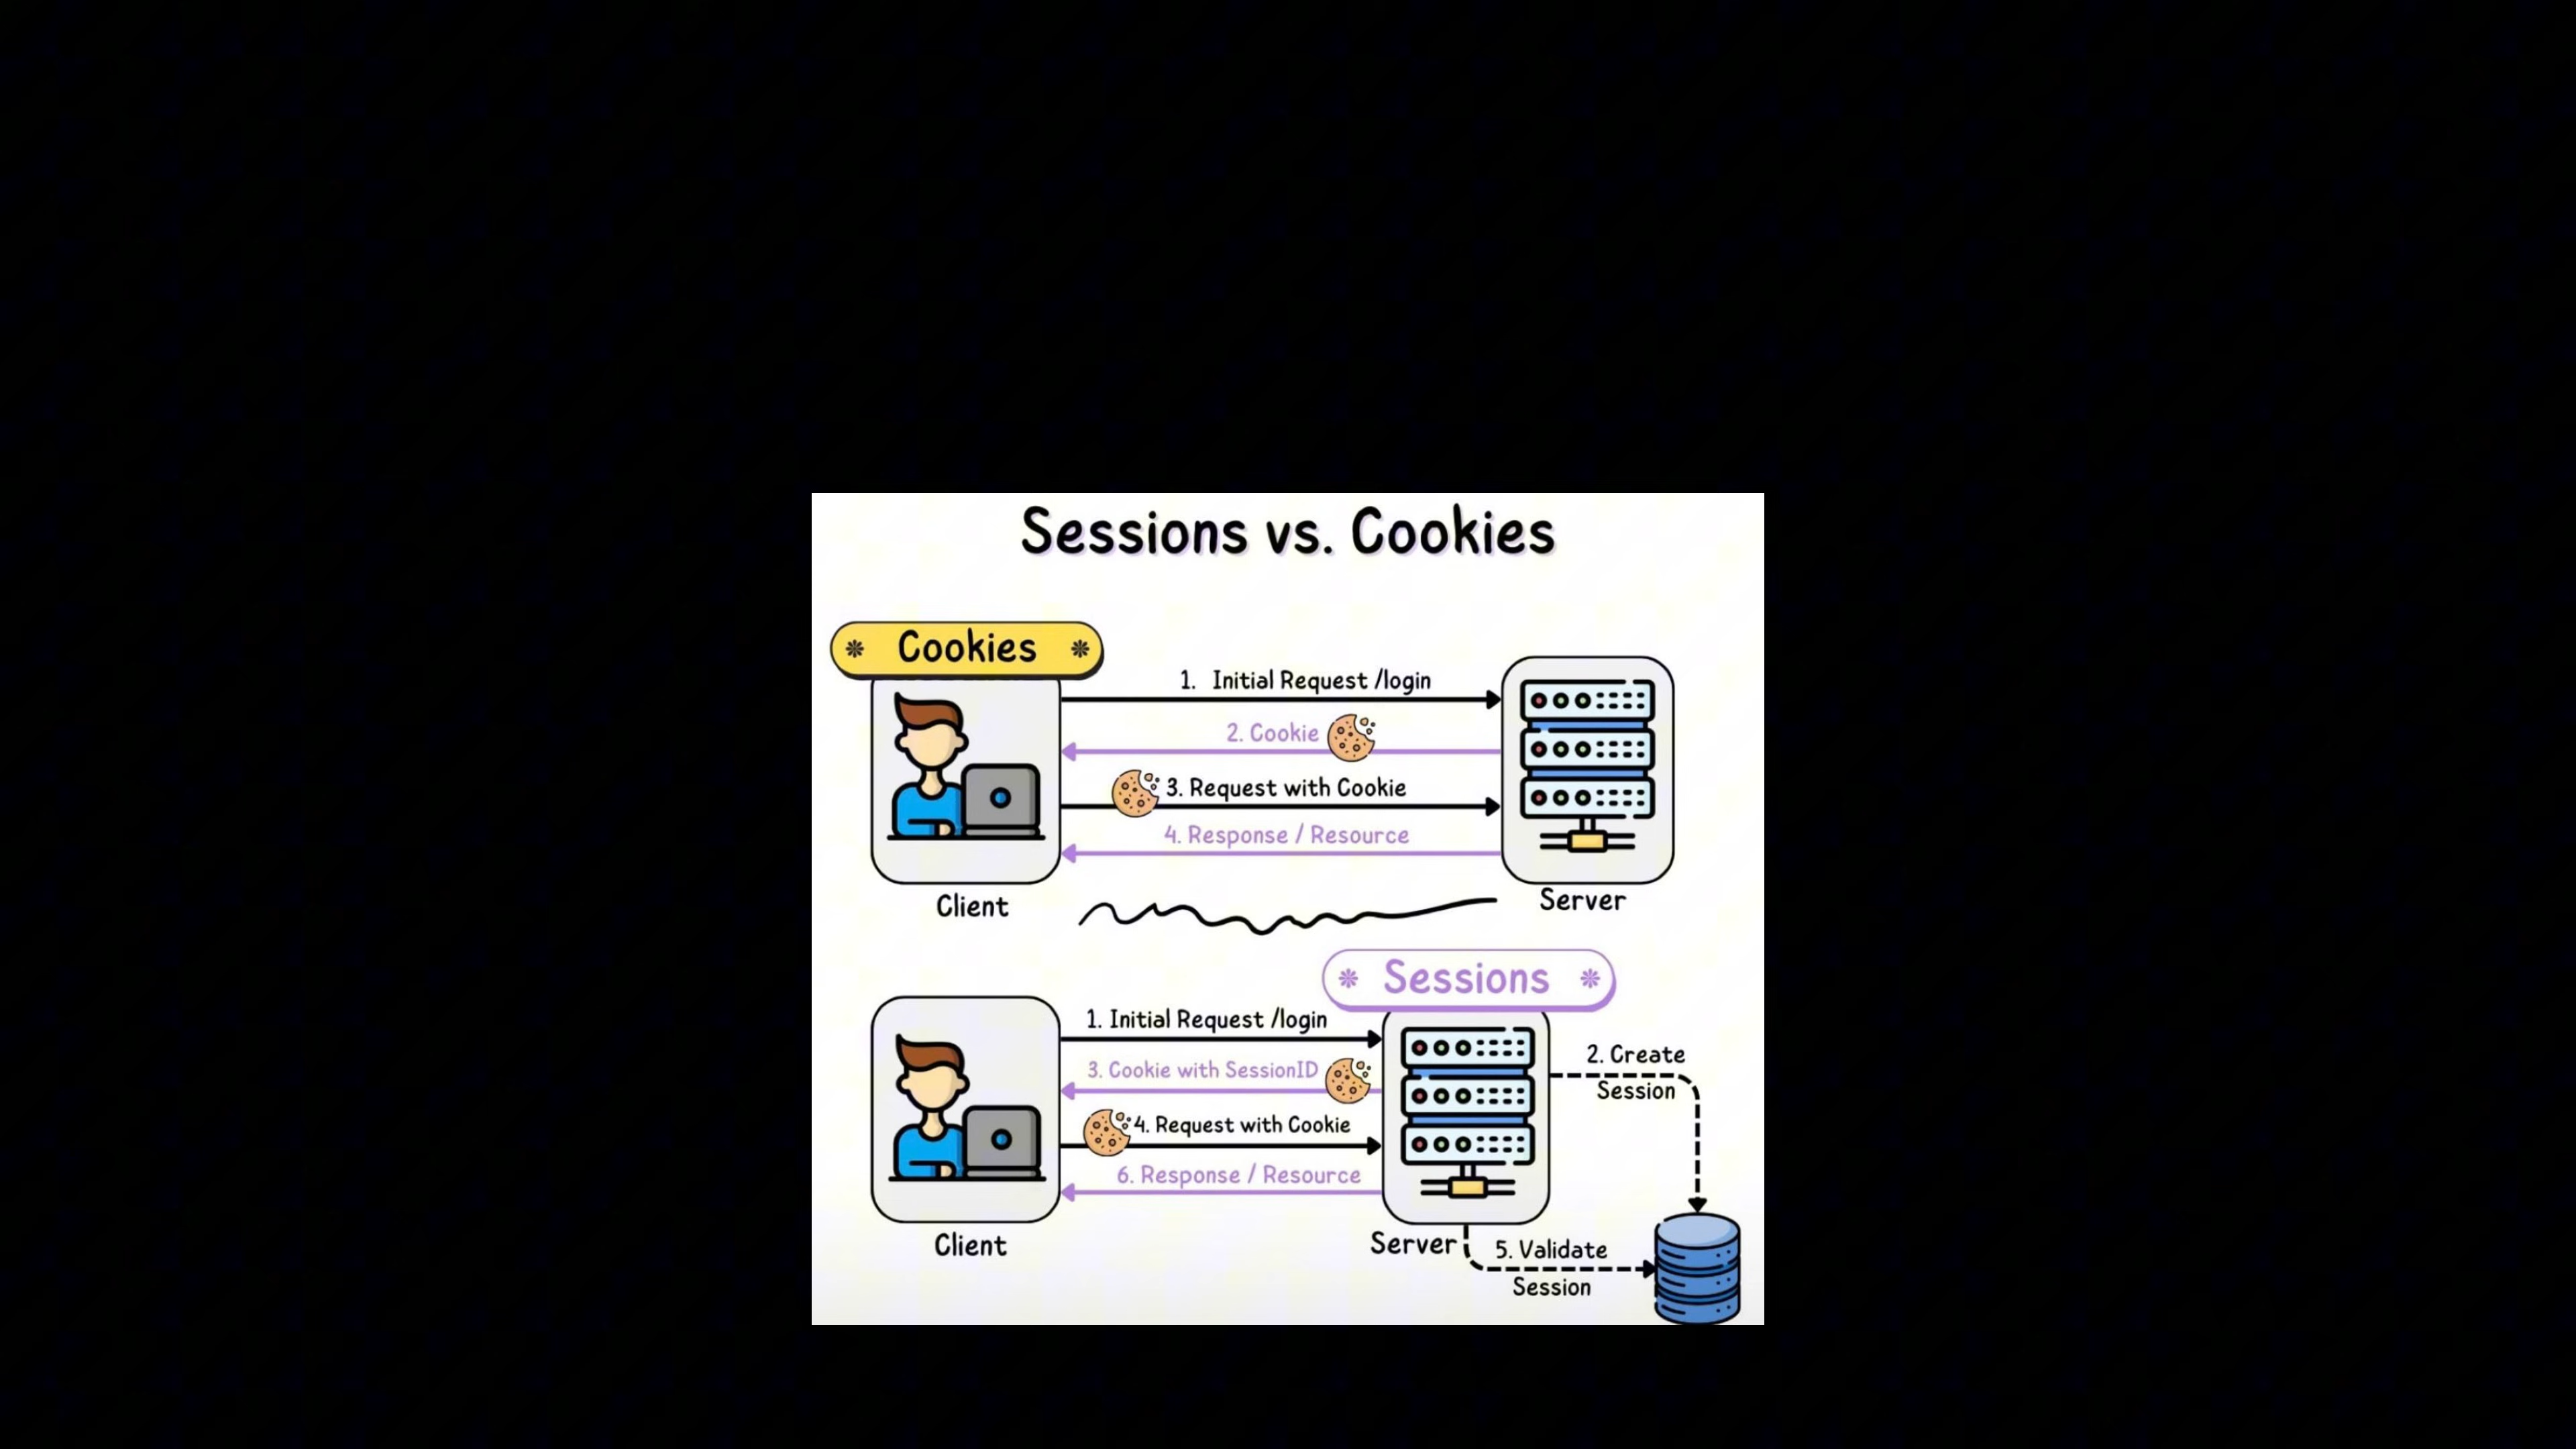 Sessions vs. Cookies
Cookies
1. Initial Request /login
2. Cookie
3. Request with Cookie
4. Response / Resource
Client
Server
Sessions
1. Initial Request /login
2. Create
Session
3. Cookie with SessionID
4. Request with Cookie
6. Response / Resource
Client
Server
5. Validate
Session